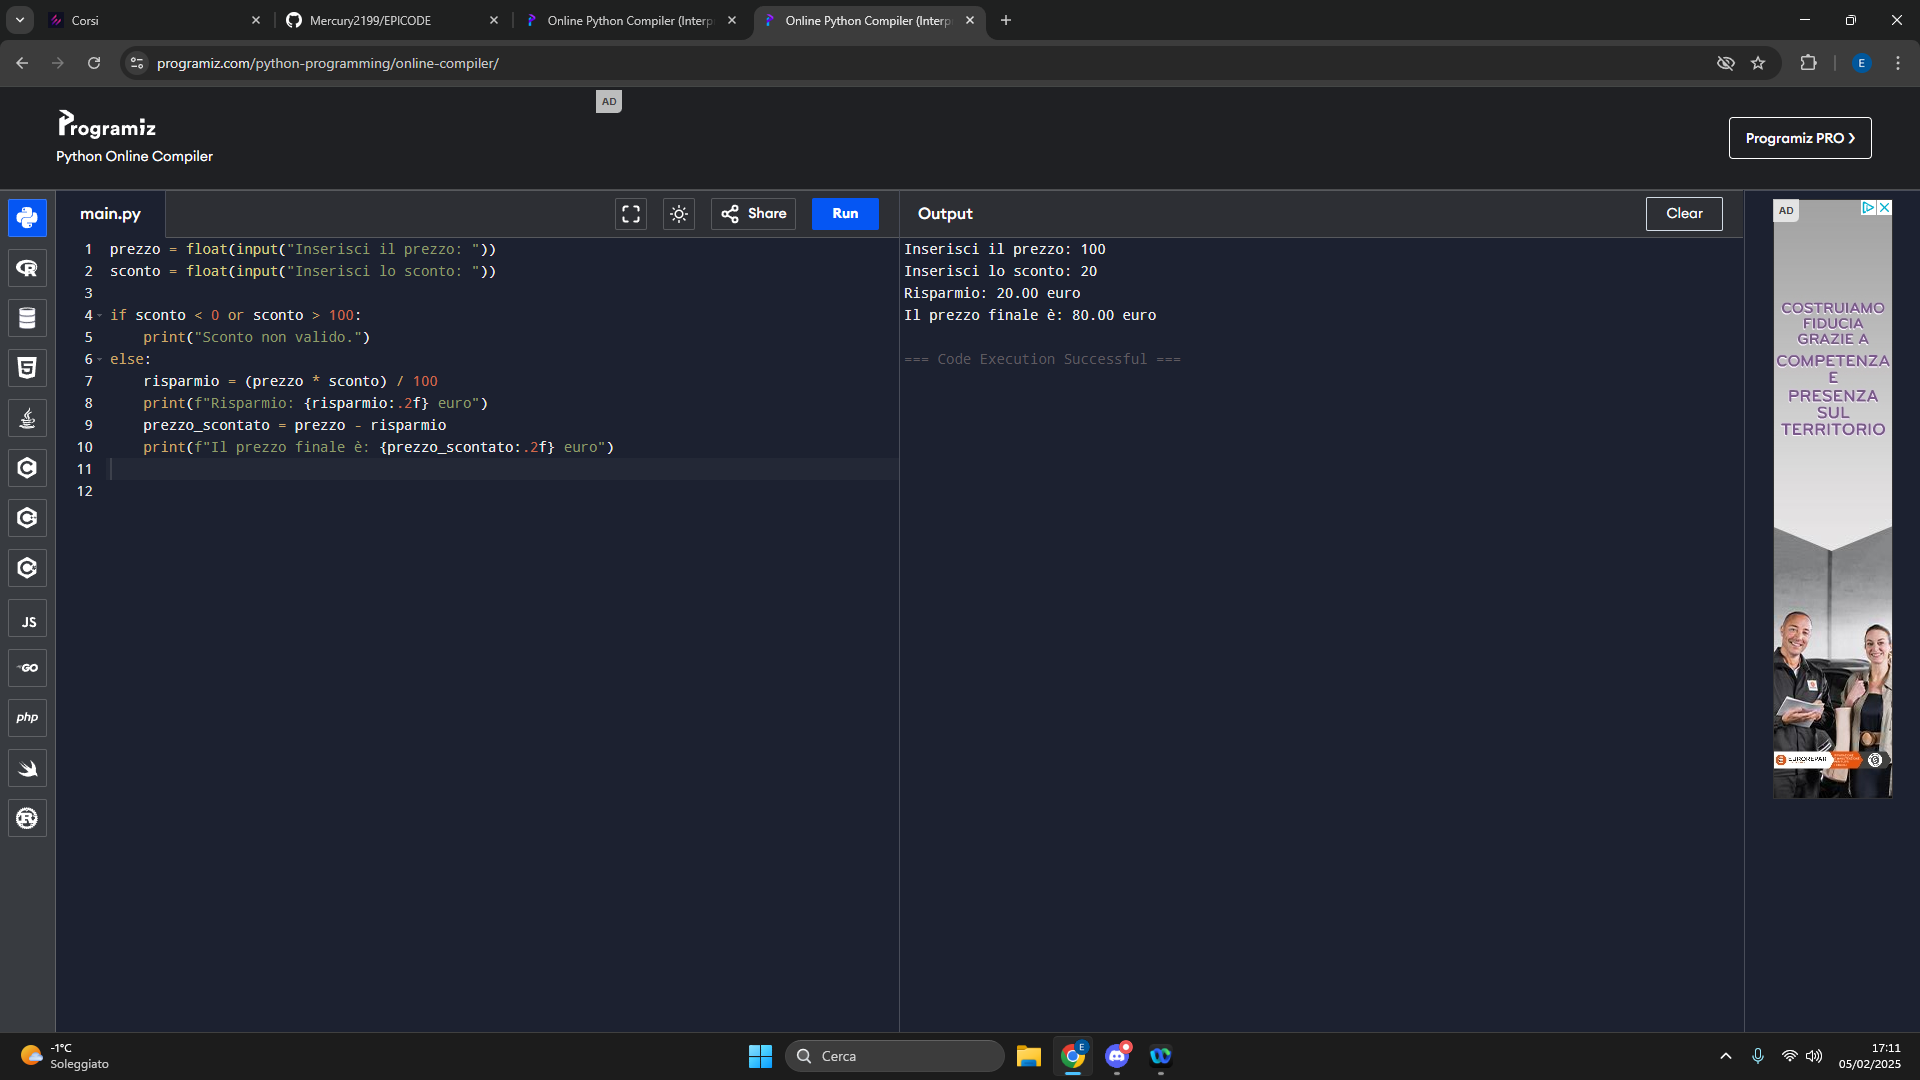 Corsi
Mercury2199/EPICODE
Online Python Compiler (Interp
Online Python Compiler (Interp
programiz.com/python-programming/online-compiler/
E
AD
Programiz
Python Online Compiler
Programiz PRO ❯
main.py
Share
Run
Output
Clear
1 prezzo = float(input("Inserisci il prezzo: "))
2 sconto = float(input("Inserisci lo sconto: "))
3
4 if sconto < 0 or sconto > 100:
5 print("Sconto non valido.")
6 else:
7 risparmio = (prezzo * sconto) / 100
8 print(f"Risparmio: {risparmio:.2f} euro")
9 prezzo_scontato = prezzo - risparmio
10 print(f"Il prezzo finale è: {prezzo_scontato:.2f} euro")
11
12
Inserisci il prezzo: 100
Inserisci lo sconto: 20
Risparmio: 20.00 euro
Il prezzo finale è: 80.00 euro
=== Code Execution Successful ===
AD
COSTRUIAMO
FIDUCIA
GRAZIE A
COMPETENZA
E
PRESENZA
SUL
TERRITORIO
EUROREPAR
JS
GO
php
-1°C
Soleggiato
Cerca
E
17:11
05/02/2025